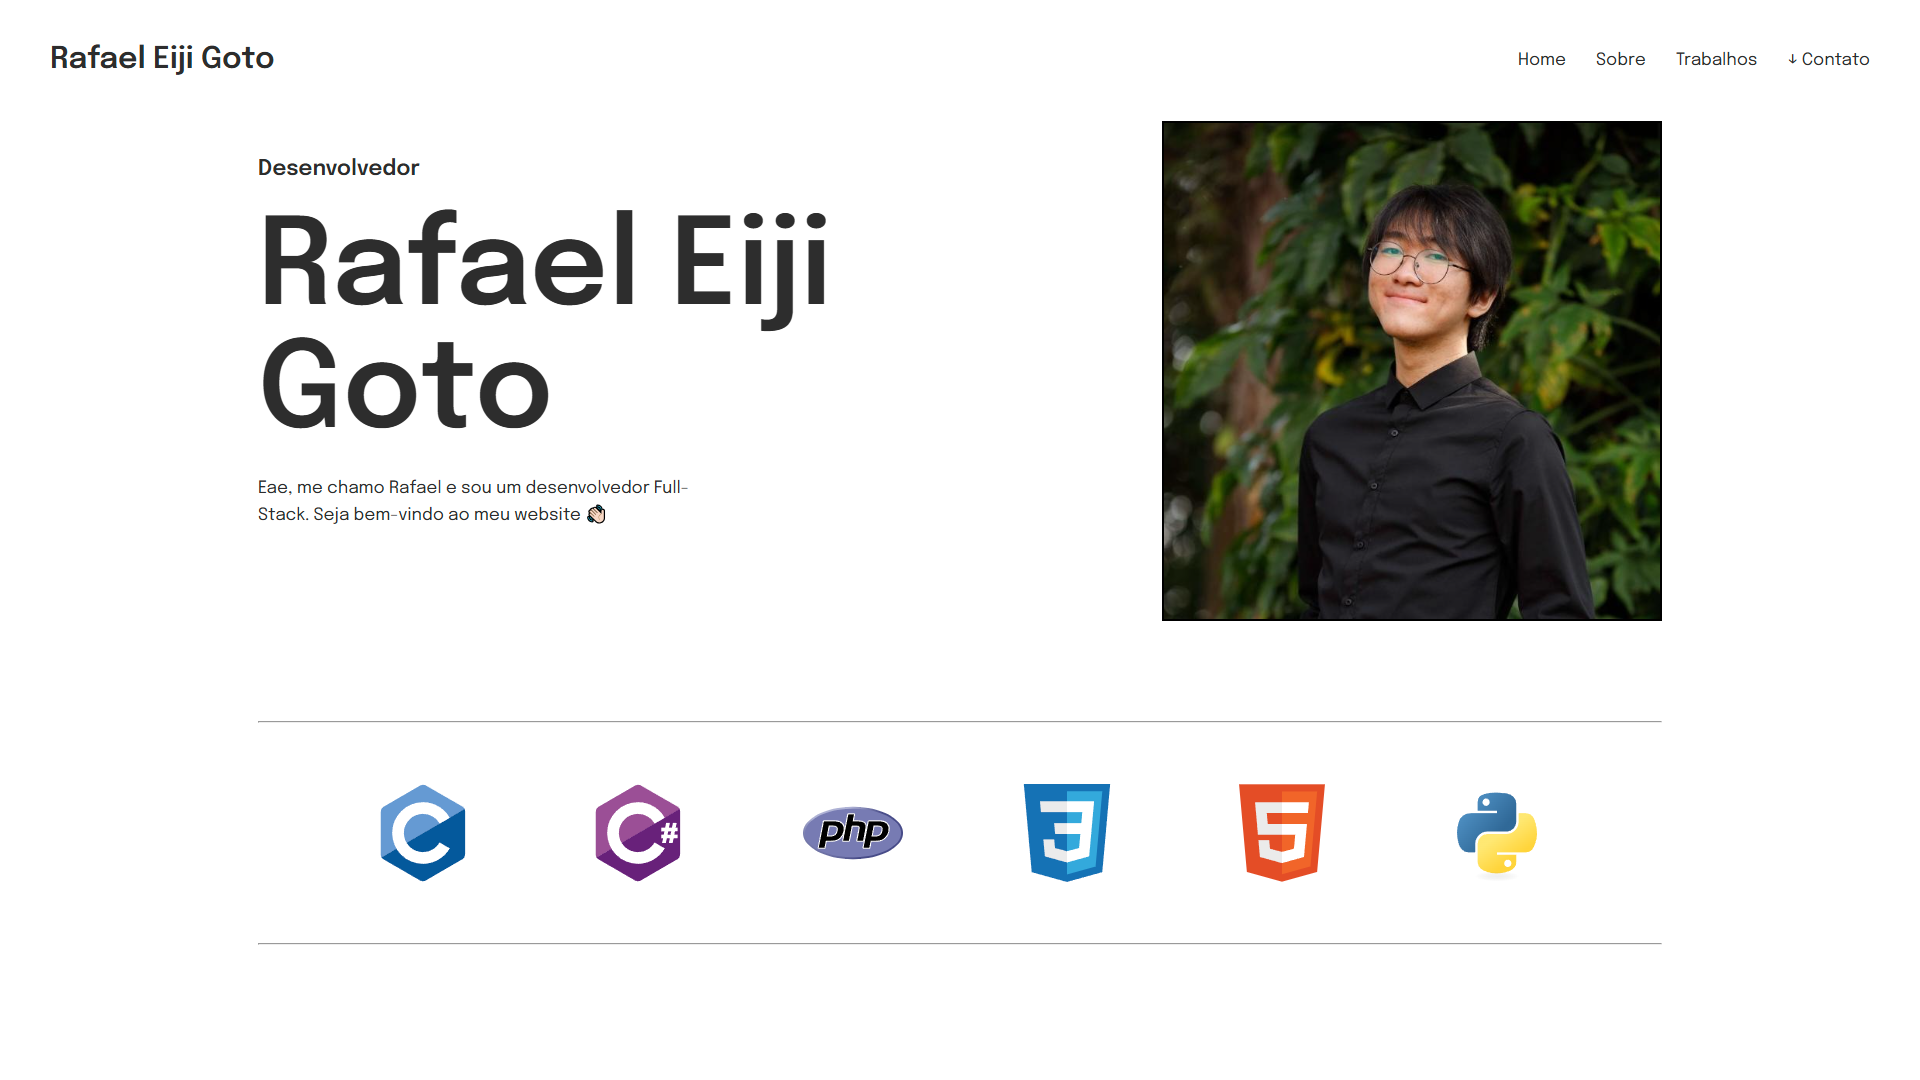 Rafael Eiji Goto
Home Sobre Trabalhos ↓ Contato
Desenvolvedor
Rafael Eiji
Goto
Eae, me chamo Rafael e sou um desenvolvedor Full-
Stack. Seja bem-vindo ao meu website 👋🏻
C
C#
php
3
5